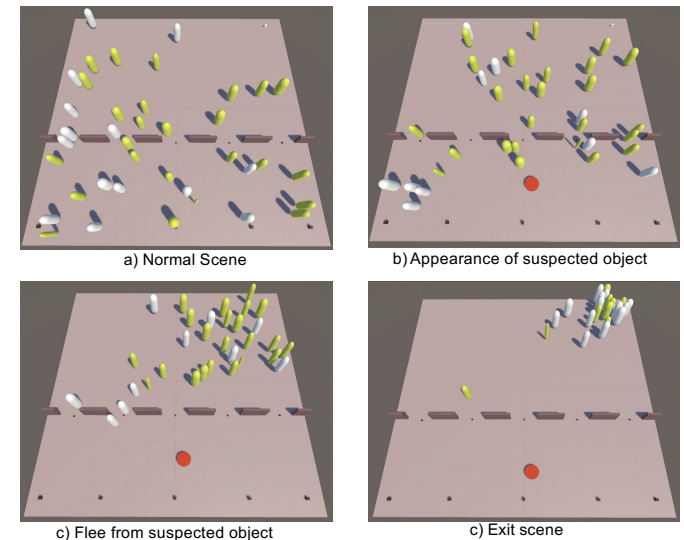 a) Normal Scene
b) Appearance of suspected object
c) Flee from suspected object
c) Exit scene